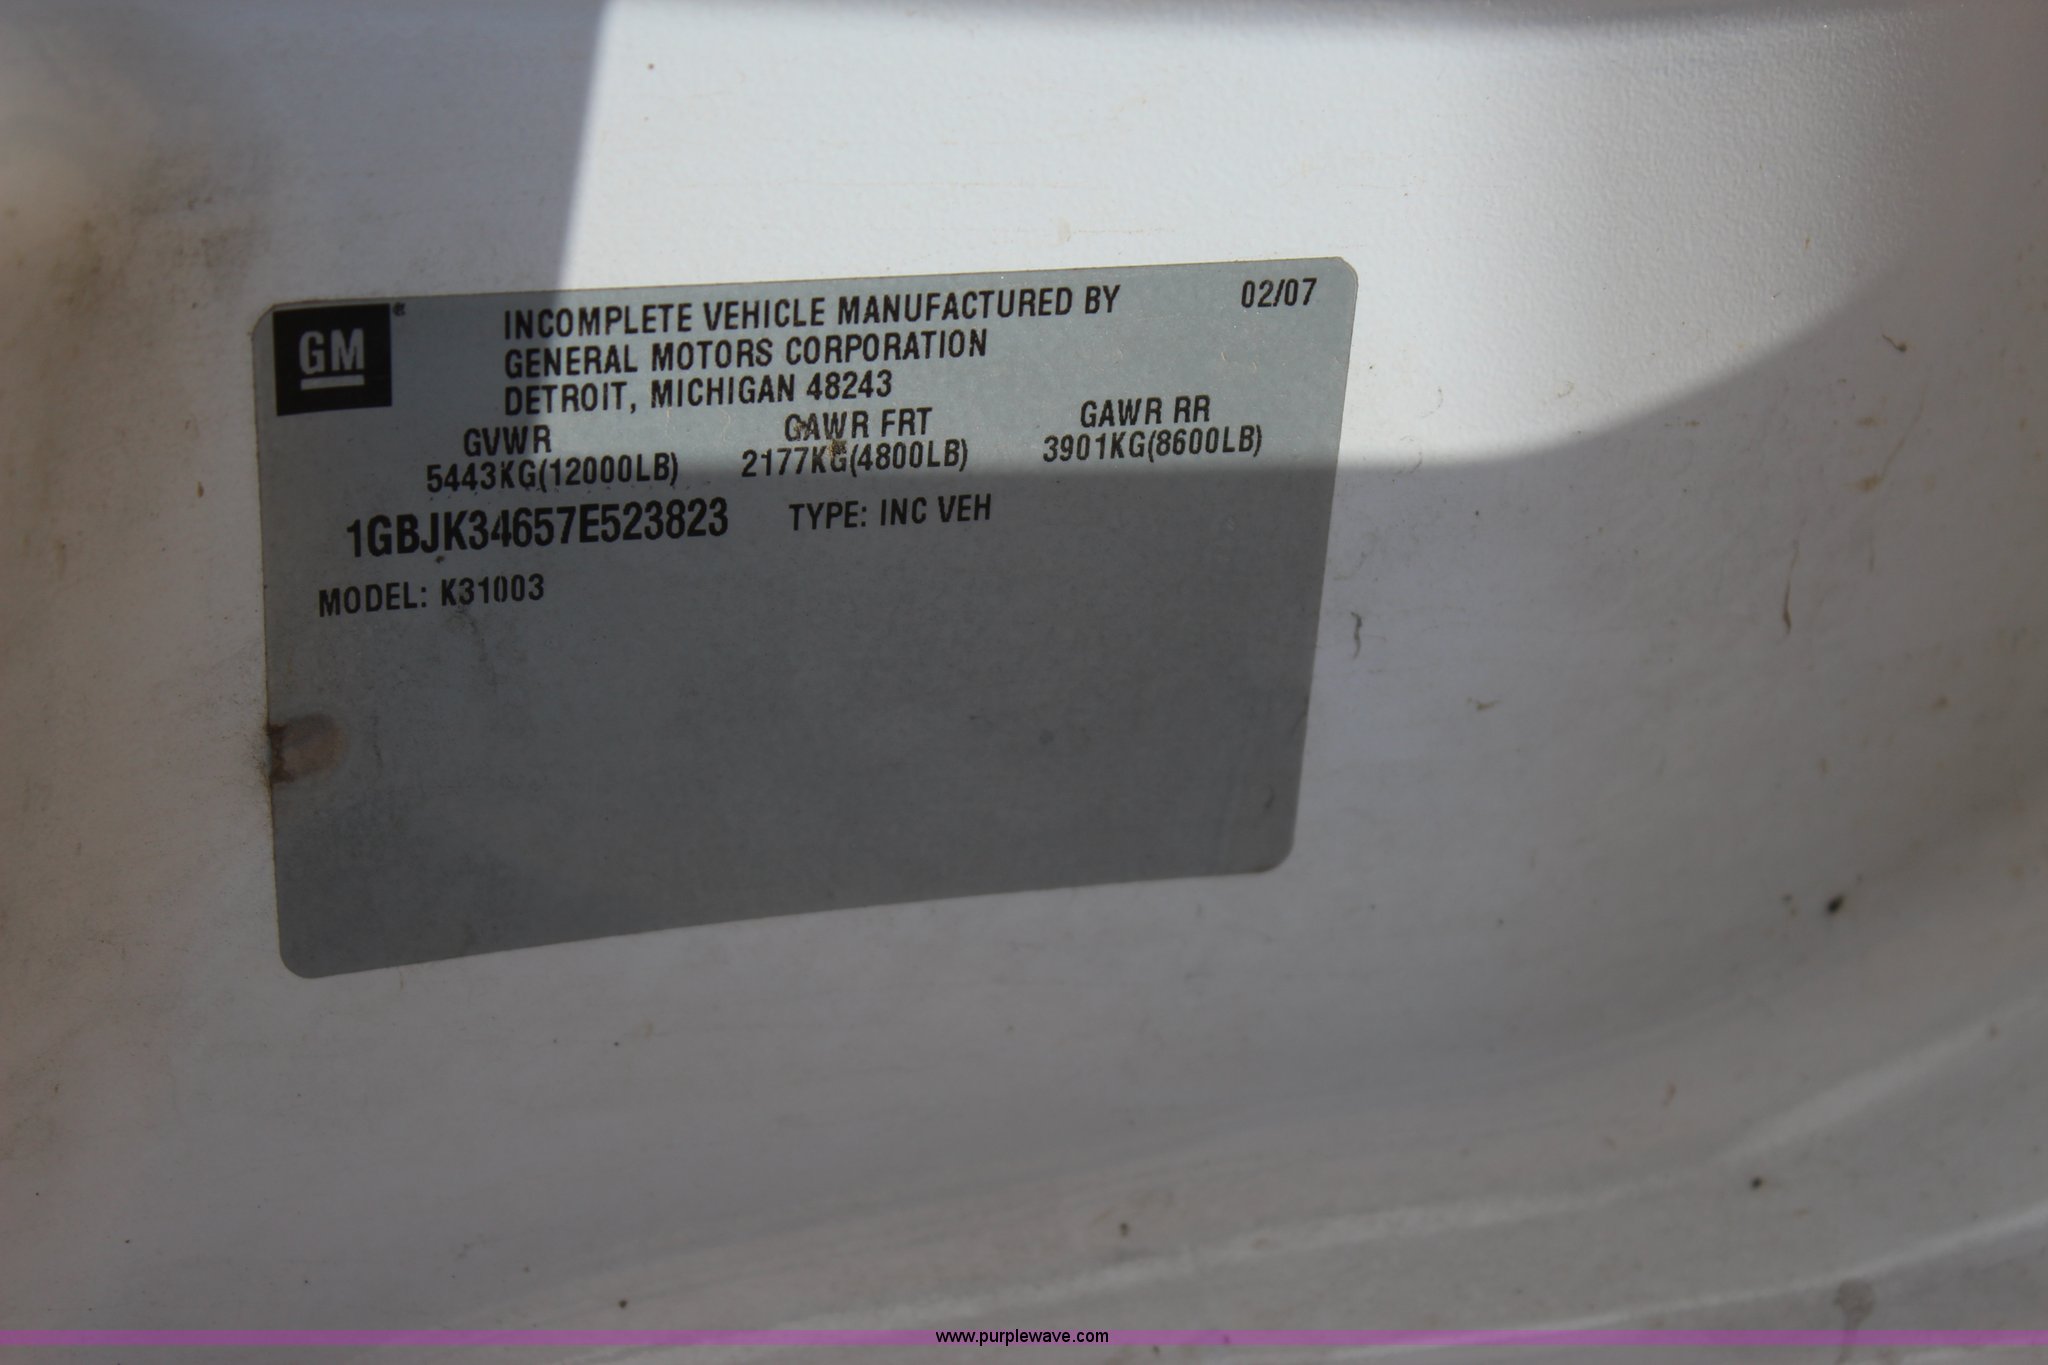 GM®
INCOMPLETE VEHICLE MANUFACTURED BY 02/07
GENERAL MOTORS CORPORATION
DETROIT, MICHIGAN 48243
GVWR GAWR FRT GAWR RR
5443KG(12000LB) 2177KG(4800LB) 3901KG(8600LB)
1GBJK34657E523823 TYPE: INC VEH
MODEL: K31003
www.purplewave.com